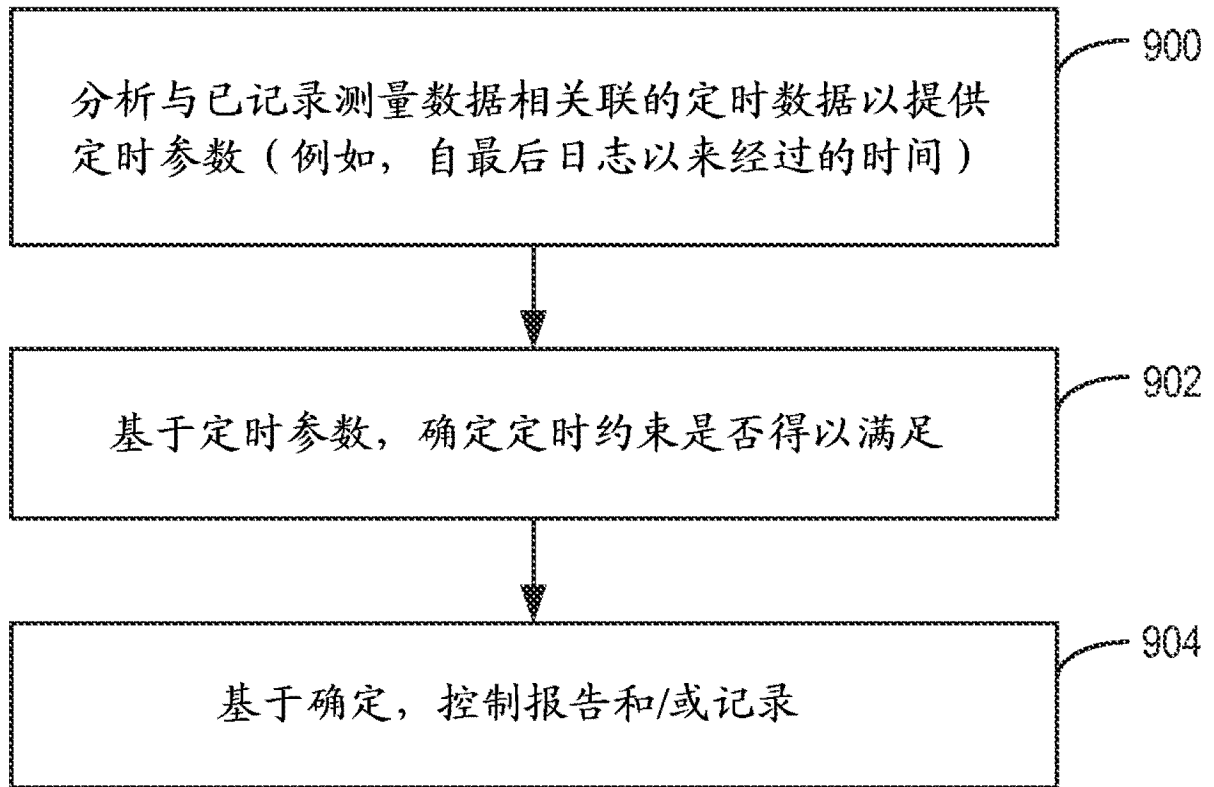 900
分析与已记录测量数据相关联的定时数据以提供
定时参数（例如，自最后日志以来经过的时间）
902
基于定时参数，确定定时约束是否得以满足
904
基于确定，控制报告和/或记录